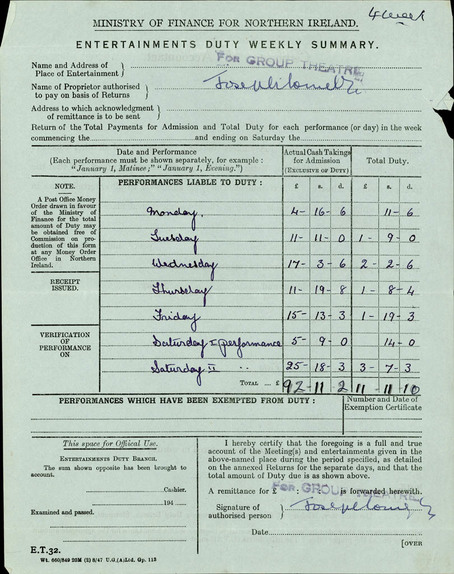 4 week
MINISTRY OF FINANCE FOR NORTHERN IRELAND.
ENTERTAINMENTS DUTY WEEKLY SUMMARY.
Name and Address of Place of Entertainment} FOR GROUP THEATRE
Name of Proprietor authorised to pay on basis of Returns}
Address to which acknowledgment of remittance is to be sent}
Return of the Total Payments for Admission and Total Duty for each performance (or day) in the week
commencing the and ending on Saturday the
Date and Performance
(Each performance must be shown separately, for example :
"January 1, Matinee;" "January 1, Evening.")
Actual Cash Takings for Admission (EXCLUSIVE OF DUTY)
Total Duty.
PERFORMANCES LIABLE TO DUTY :
£ s. d. £ s. d.
NOTE.
A Post Office Money
Order drawn in favour
of the Ministry of
Finance for the total
amount of Duty may
be obtained free of
Commission on pro-
duction of this form
at any Money Order
Office in Northern
Ireland.
RECEIPT
ISSUED.
VERIFICATION
OF
PERFORMANCE
ON
Monday, 4- 16- 6 11- 6
Tuesday 11- 11- 0 1- 9- 0
Wednesday 17- 3- 6 2- 2- 6
Thursday 11- 19- 8 1- 8- 4
Friday 15- 13- 3 1- 19- 3
Saturday I performance 5- 9- 0 14- 0
Saturday II " 25- 18- 3 3- 7- 3
TOTAL ... £ 92- 11- 2 11- 11- 10
PERFORMANCES WHICH HAVE BEEN EXEMPTED FROM DUTY :
Number and Date of
Exemption Certificate
This space for Official Use.
ENTERTAINMENTS DUTY BRANCH.
The sum shown opposite has been brought to
account.
Cashier.
194
Examined and passed.
I hereby certify that the foregoing is a full and true
account of the Meeting(s) and entertainments given in the
above-named place during the period specified, as detailed
on the annexed Returns for the separate days, and that the
total amount of Duty due is as shown above.
A remittance for £ is forwarded herewith.
FOR GROUP THEATRE
Signature of
authorised person}
Date
[OVER
E.T.32.
Wt. 660/849 20M (2) 8/47 U.G.(A)Ltd. Gp. 113